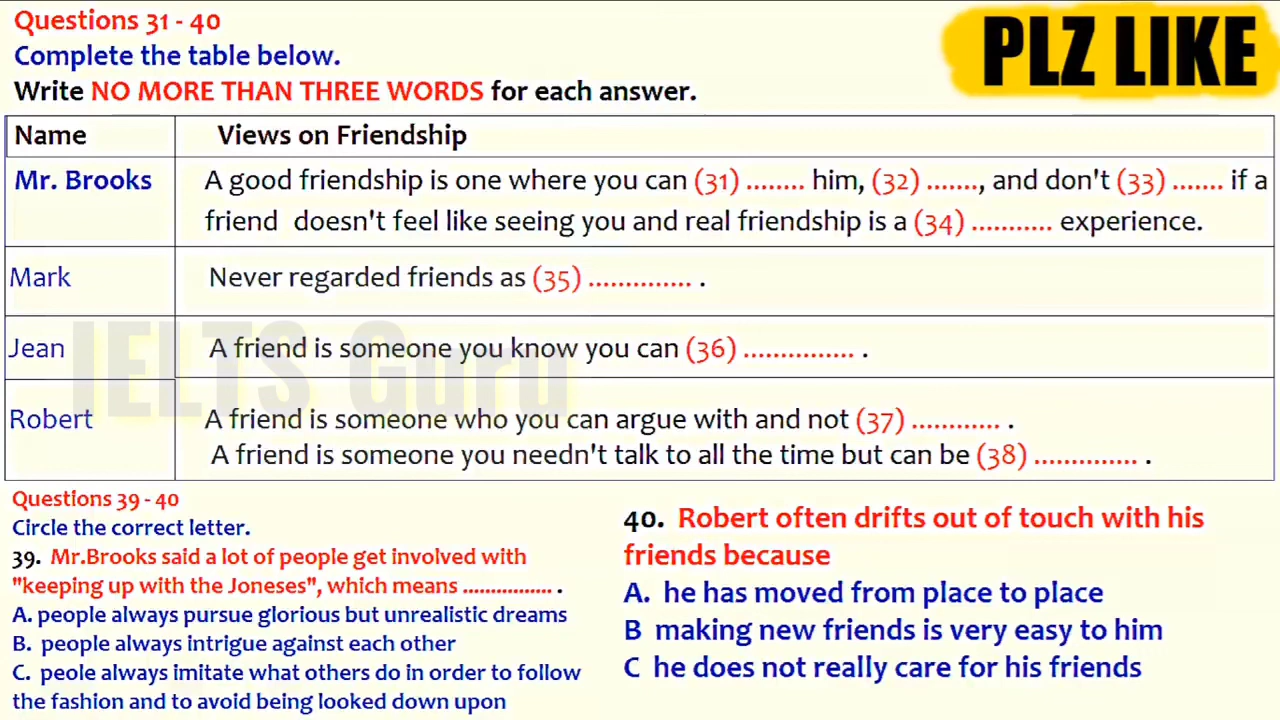 Questions 31 - 40
PLZ LIKE
Complete the table below.
Write NO MORE THAN THREE WORDS for each answer.
Name Views on Friendship
Mr. Brooks A good friendship is one where you can (31) ........ him, (32) ......., and don't (33) ....... if a
friend doesn't feel like seeing you and real friendship is a (34) ........... experience.
Mark Never regarded friends as (35) .............. .
Jean A friend is someone you know you can (36) ............... .
IELTS Guru
Robert A friend is someone who you can argue with and not (37) ............ .
A friend is someone you needn't talk to all the time but can be (38) .............. .
Questions 39 - 40
Circle the correct letter.
39. Mr.Brooks said a lot of people get involved with
"keeping up with the Joneses", which means ................ .
A. people always pursue glorious but unrealistic dreams
B. people always intrigue against each other
C. peole always imitate what others do in order to follow
the fashion and to avoid being looked down upon
40. Robert often drifts out of touch with his
friends because
A. he has moved from place to place
B making new friends is very easy to him
C he does not really care for his friends